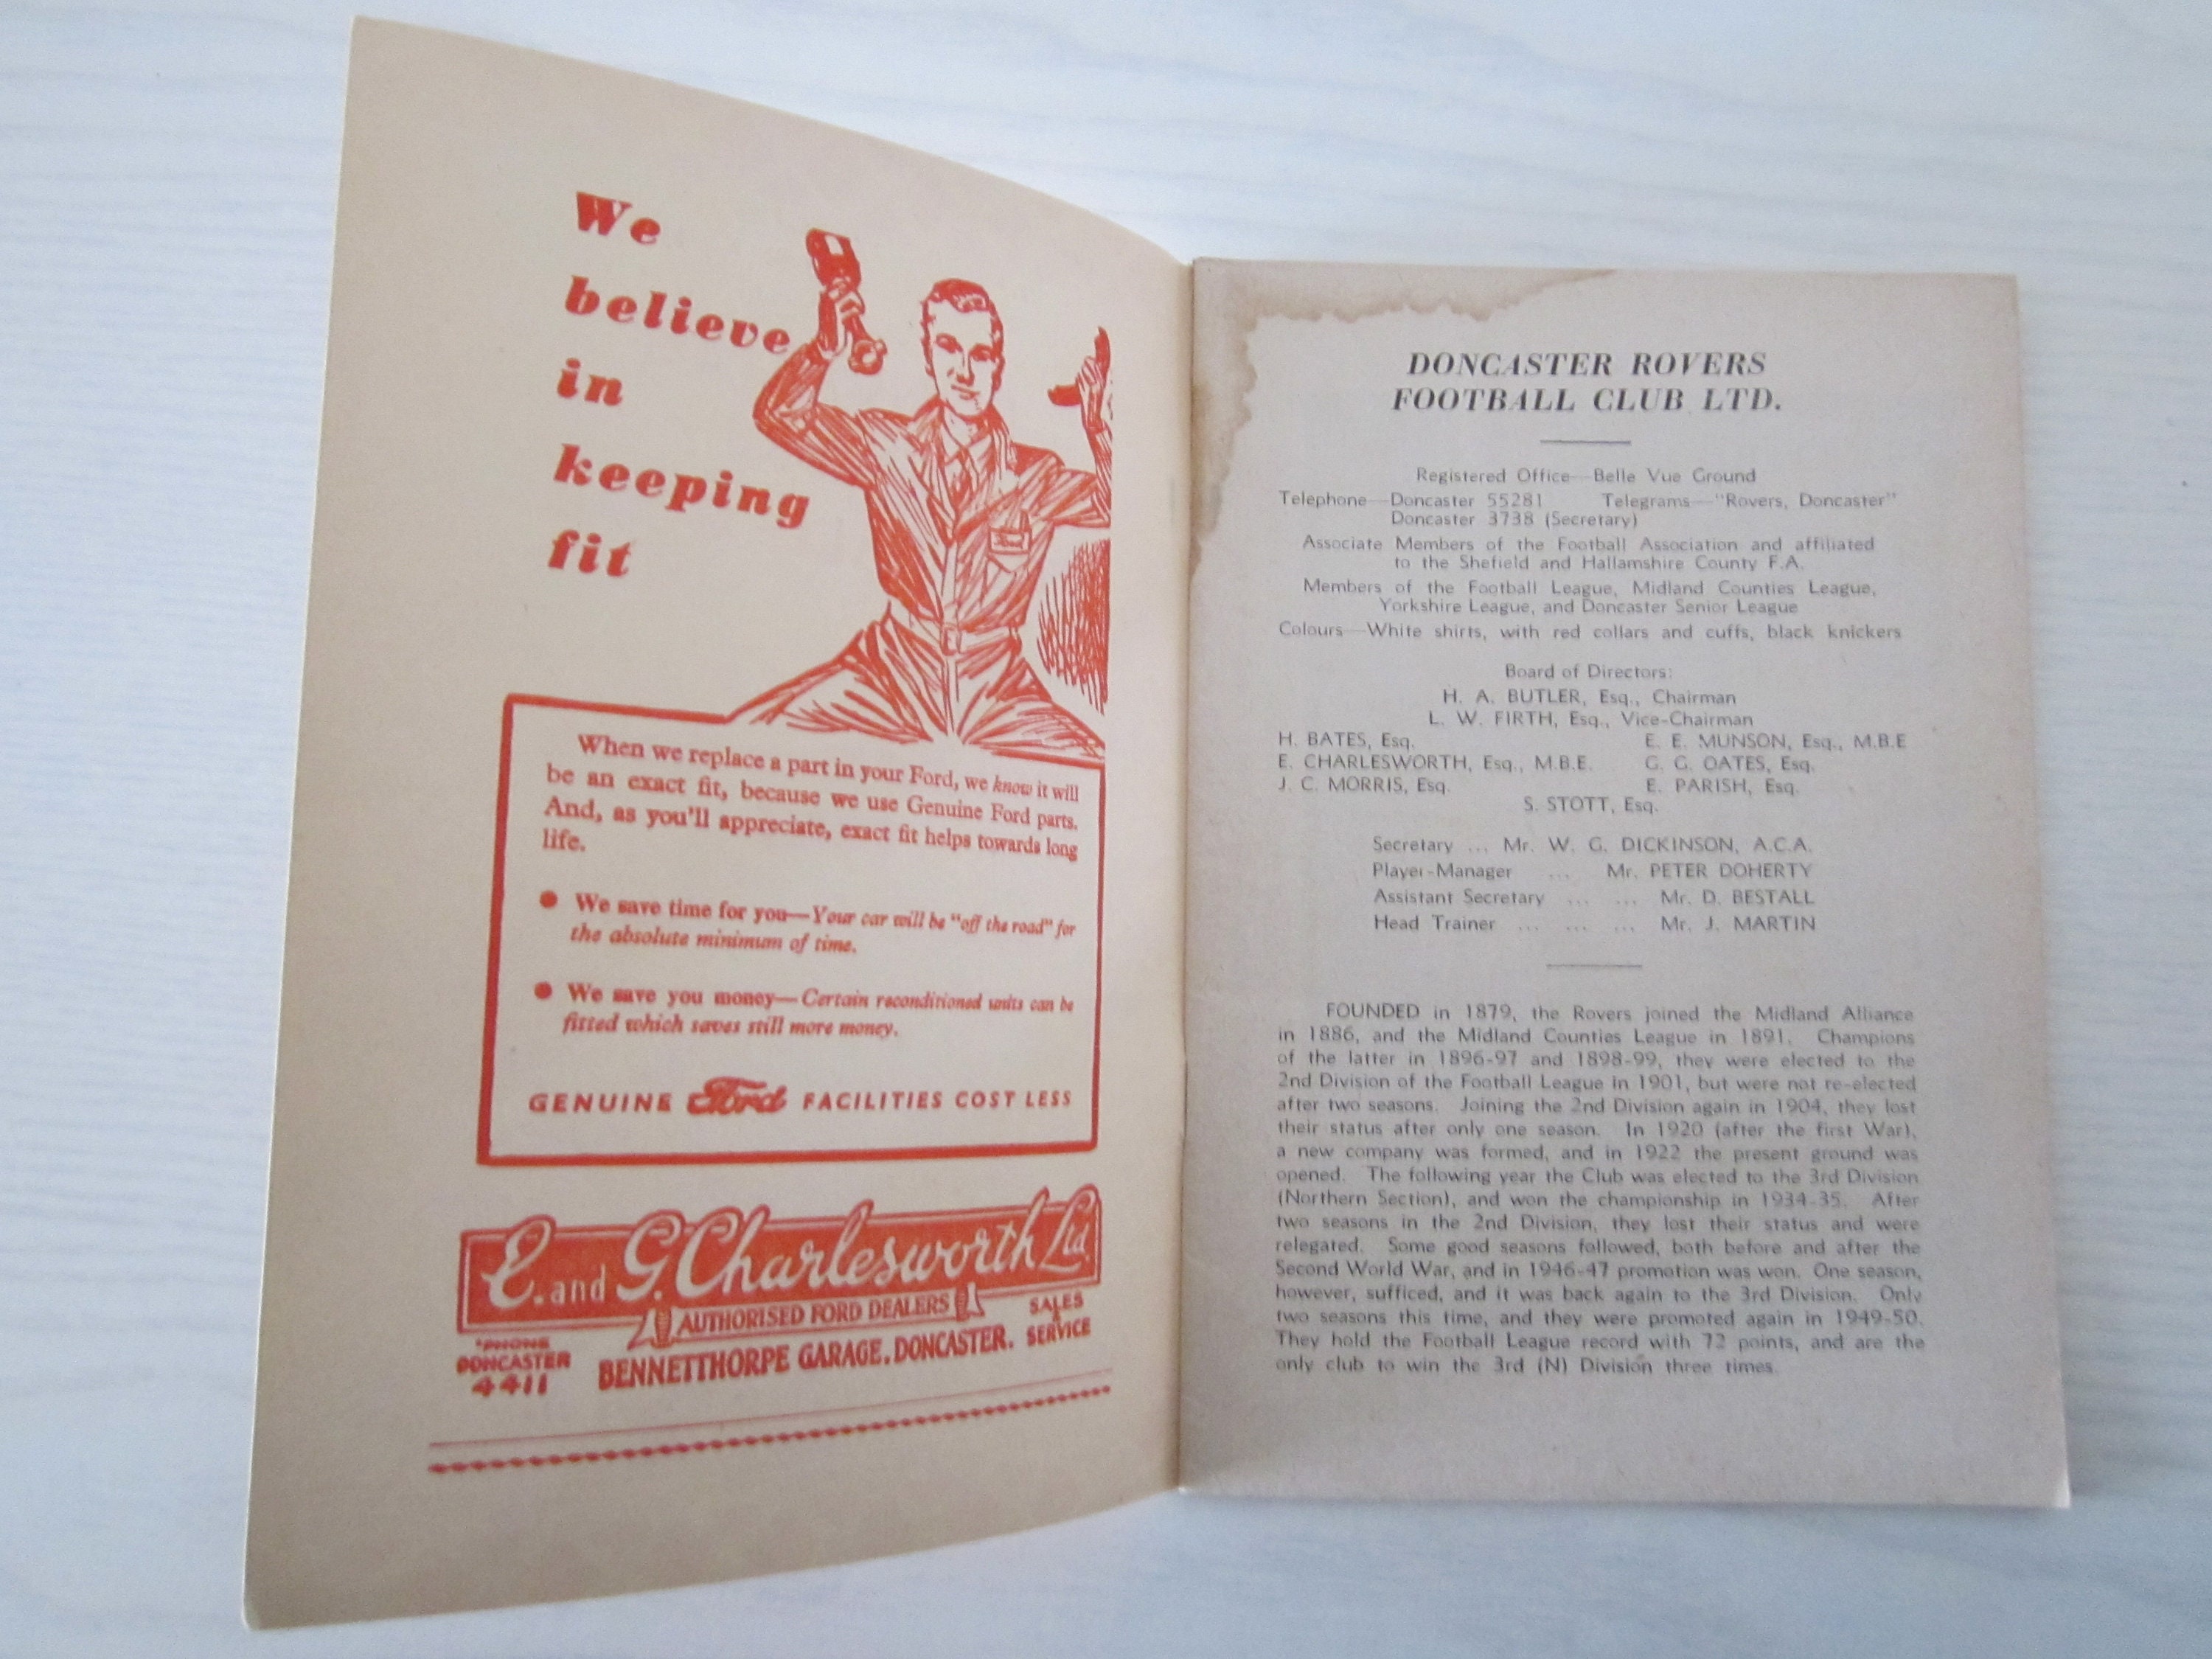 We
believe
in
keeping
fit
Ford
When we replace a part in your Ford, we know it will
be an exact fit, because we use Genuine Ford parts.
And, as you'll appreciate, exact fit helps towards long
life.
● We save time for you—Your car will be "off the road" for
the absolute minimum of time.
● We save you money—Certain reconditioned units can be
fitted which saves still more money.
GENUINE Ford FACILITIES COST LESS
E. and G. Charlesworth Ltd
AUTHORISED FORD DEALERS
'PHONE
DONCASTER
4411
BENNETTHORPE GARAGE. DONCASTER.
SALES
&
SERVICE
DONCASTER ROVERS
FOOTBALL CLUB LTD.
Registered Office—Belle Vue Ground
Telephone—Doncaster 55281 Telegrams—"Rovers, Doncaster"
Doncaster 3738 (Secretary)
Associate Members of the Football Association and affiliated
to the Shefield and Hallamshire County F.A.
Members of the Football League, Midland Counties League,
Yorkshire League, and Doncaster Senior League
Colours—White shirts, with red collars and cuffs, black knickers
Board of Directors:
H. A. BUTLER, Esq., Chairman
L. W. FIRTH, Esq., Vice-Chairman
H. BATES, Esq. E. E. MUNSON, Esq., M.B.E
E. CHARLESWORTH, Esq., M.B.E. G. G. OATES, Esq.
J. C. MORRIS, Esq. E. PARISH, Esq.
S. STOTT, Esq.
Secretary ... Mr. W. G. DICKINSON, A.C.A.
Player-Manager ... Mr. PETER DOHERTY
Assistant Secretary ... ... Mr. D. BESTALL
Head Trainer ... ... ... Mr. J. MARTIN
FOUNDED in 1879, the Rovers joined the Midland Alliance
in 1886, and the Midland Counties League in 1891. Champions
of the latter in 1896-97 and 1898-99, they were elected to the
2nd Division of the Football League in 1901, but were not re-elected
after two seasons. Joining the 2nd Division again in 1904, they lost
their status after only one season. In 1920 (after the first War),
a new company was formed, and in 1922 the present ground was
opened. The following year the Club was elected to the 3rd Division
(Northern Section), and won the championship in 1934-35. After
two seasons in the 2nd Division, they lost their status and were
relegated. Some good seasons followed, both before and after the
Second World War, and in 1946-47 promotion was won. One season,
however, sufficed, and it was back again to the 3rd Division. Only
two seasons this time, and they were promoted again in 1949-50.
They hold the Football League record with 72 points, and are the
only club to win the 3rd (N) Division three times.